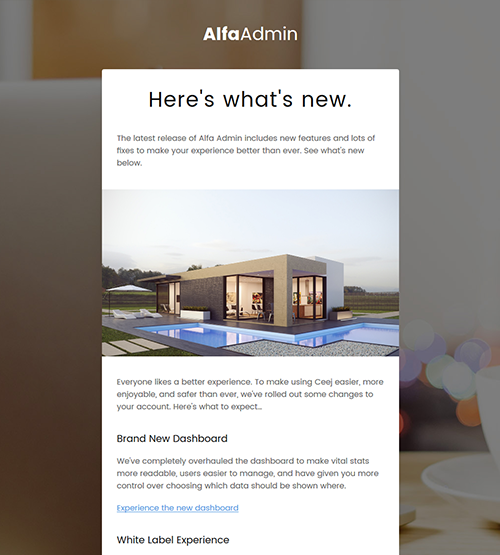 AlfaAdmin
Here's what's new.
The latest release of Alfa Admin includes new features and lots of
fixes to make your experience better than ever. See what's new
below.
Everyone likes a better experience. To make using Ceej easier, more
enjoyable, and safer than ever, we've rolled out some changes to
your account. Here's what to expect...
Brand New Dashboard
We've completely overhauled the dashboard to make vital stats
more readable, users easier to manage, and have given you more
control over choosing which data should be shown where.
Experience the new dashboard
White Label Experience